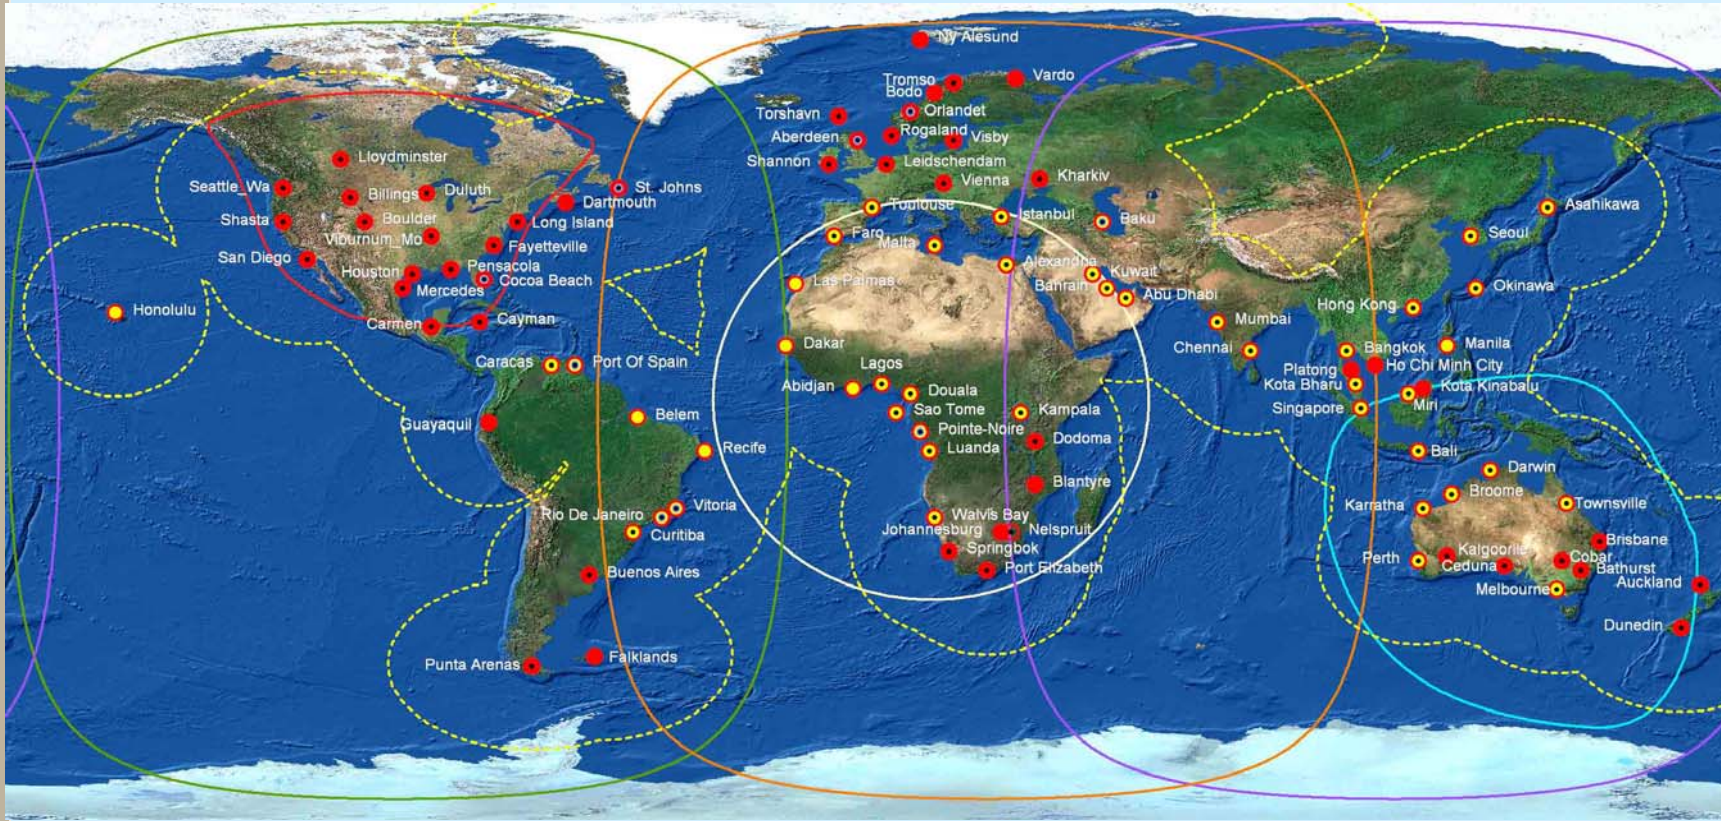 Ny Alesund
Tromso
Vardo
Bodo
Torshavn
Orlandet
Aberdeen
Rogaland
Visby
Shannon
Leidschendam
Lloydminster
Vienna
Kharkiv
Seattle_Wa
Billings
Duluth
St. Johns
Dartmouth
Toulouse
Istanbul
Baku
Asahikawa
Shasta
Boulder
Long Island
Viburnum_Mo
Fayetteville
Faro
Malta
Seoul
San Diego
Houston
Pensacola
Cocoa Beach
Alexandria
Kuwait
Mercedes
Las Palmas
Bahrain
Abu Dhabi
Okinawa
Honolulu
Carmen
Cayman
Mumbai
Hong Kong
Caracas
Port Of Spain
Dakar
Lagos
Chennai
Bangkok
Manila
Platong
Ho Chi Minh City
Abidjan
Douala
Kota Bharu
Kota Kinabalu
Miri
Singapore
Guayaquil
Belem
Sao Tome
Kampala
Pointe-Noire
Dodoma
Recife
Luanda
Bali
Darwin
Blantyre
Broome
Karratha
Townsville
Vitoria
Rio De Janeiro
Curitiba
Walvis Bay
Johannesburg
Nelspruit
Brisbane
Springbok
Kalgoorlie
Perth
Ceduna
Cobar
Bathurst
Buenos Aires
Port Elizabeth
Melbourne
Auckland
Dunedin
Punta Arenas
Falklands